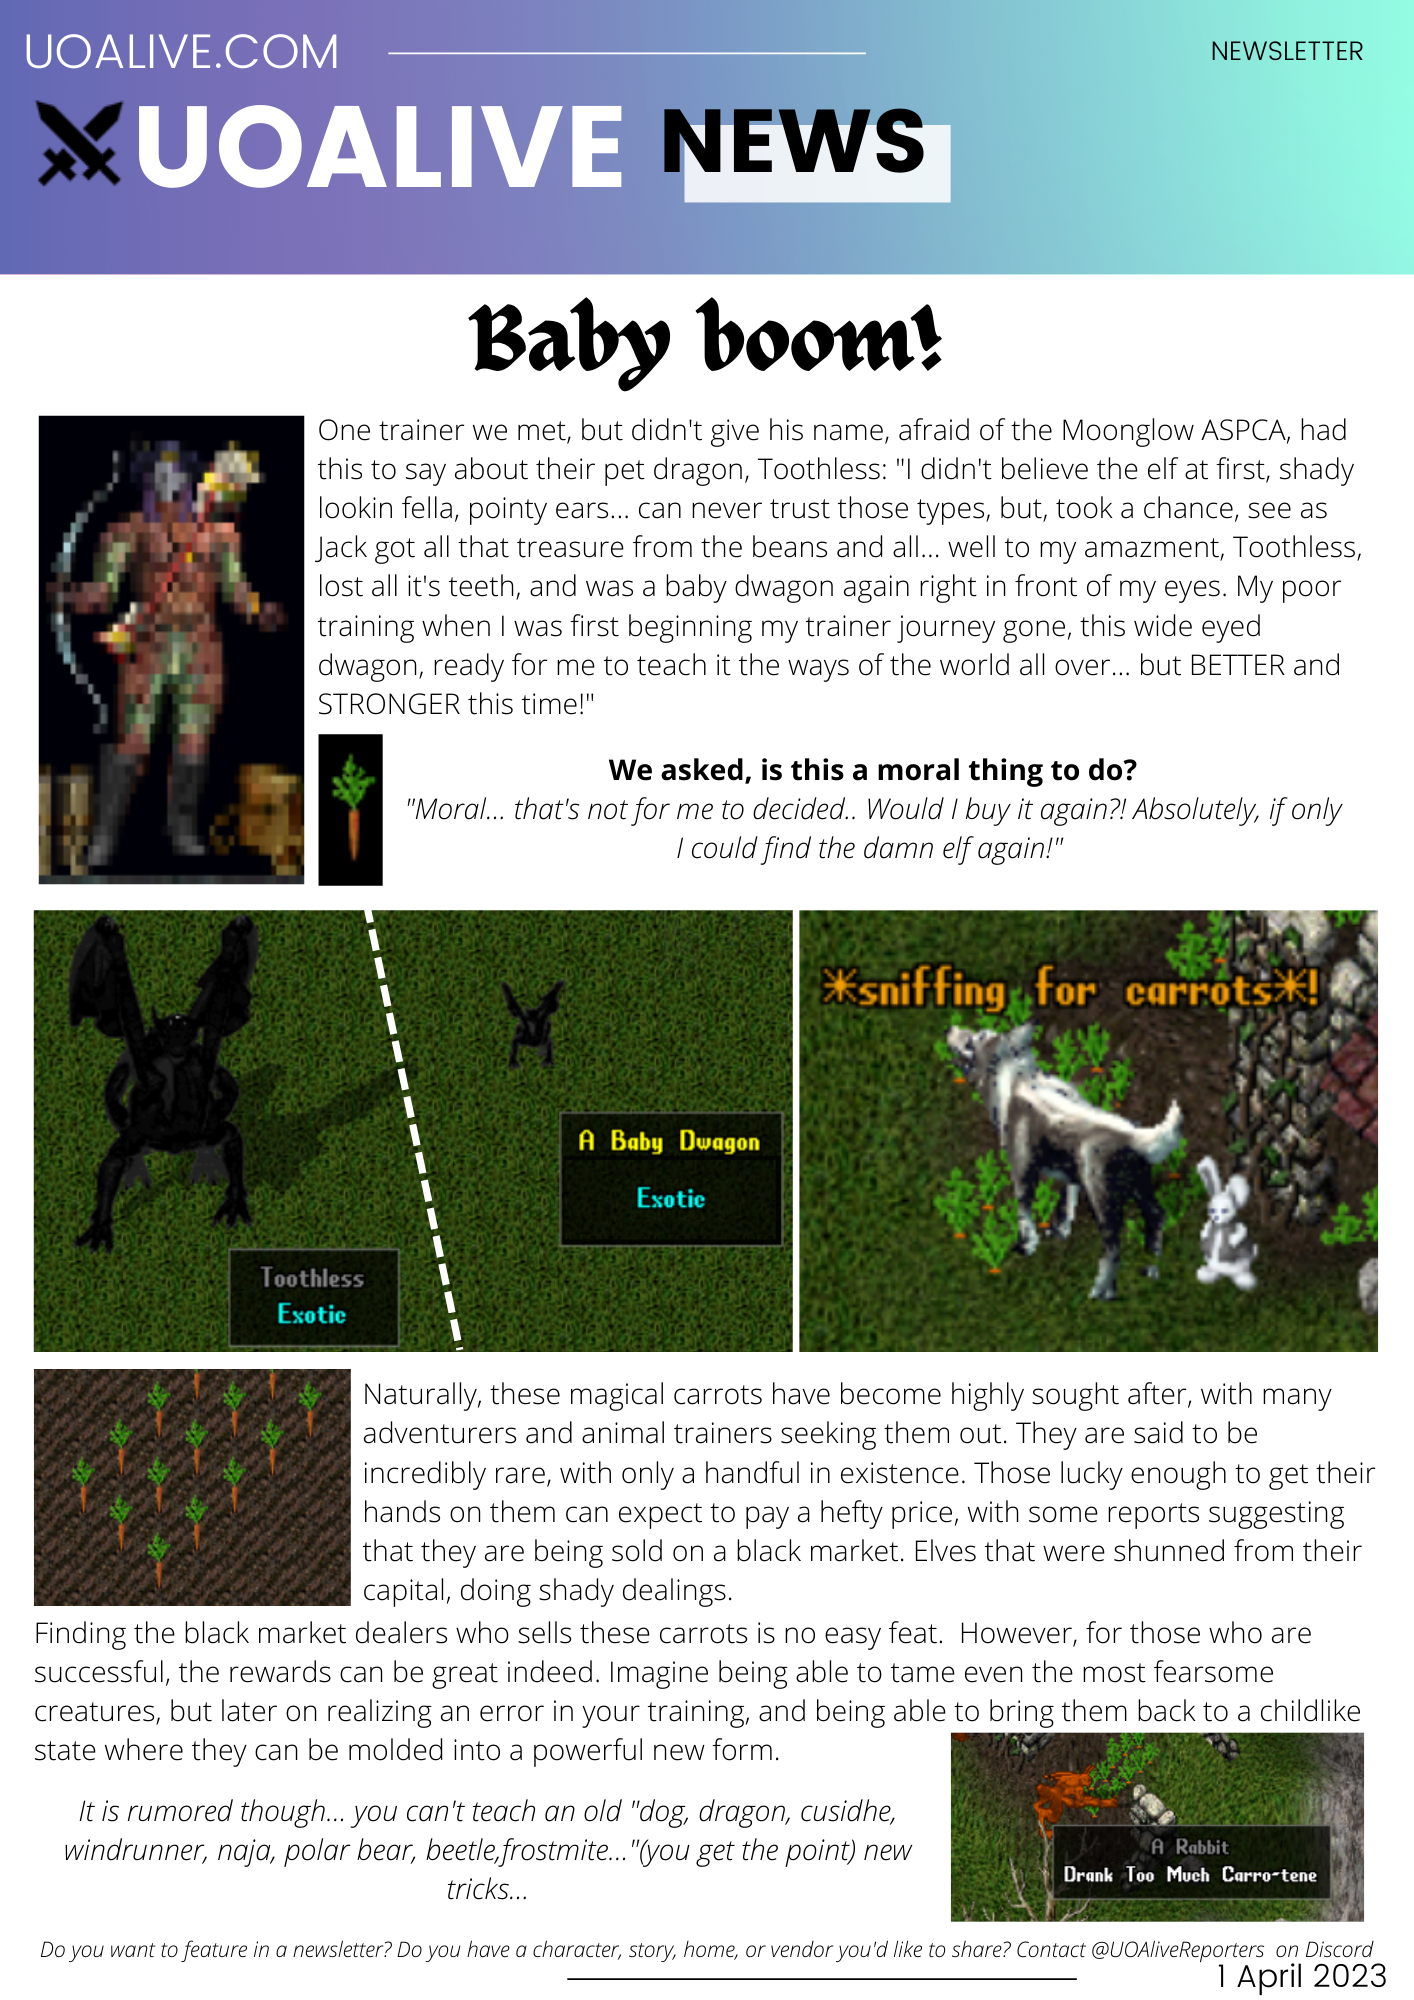 UOALIVE.COM
NEWSLETTER
UOALIVE NEWS
Baby boom!
One trainer we met, but didn't give his name, afraid of the Moonglow ASPCA, had
this to say about their pet dragon, Toothless: "I didn't believe the elf at first, shady
lookin fella, pointy ears... can never trust those types, but, took a chance, see as
Jack got all that treasure from the beans and all... well to my amazment, Toothless,
lost all it's teeth, and was a baby dwagon again right in front of my eyes. My poor
training when I was first beginning my trainer journey gone, this wide eyed
dwagon, ready for me to teach it the ways of the world all over... but BETTER and
STRONGER this time!"
We asked, is this a moral thing to do?
"Moral... that's not for me to decided.. Would I buy it again?! Absolutely, if only
I could find the damn elf again!"
A Baby Dwagon
Exotic
Toothless
Exotic
*sniffing for carrots*!
Naturally, these magical carrots have become highly sought after, with many
adventurers and animal trainers seeking them out. They are said to be
incredibly rare, with only a handful in existence. Those lucky enough to get their
hands on them can expect to pay a hefty price, with some reports suggesting
that they are being sold on a black market. Elves that were shunned from their
capital, doing shady dealings.
Finding the black market dealers who sells these carrots is no easy feat.  However, for those who are
successful, the rewards can be great indeed. Imagine being able to tame even the most fearsome
creatures, but later on realizing an error in your training, and being able to bring them back to a childlike
state where they can be molded into a powerful new form.
It is rumored though... you can't teach an old "dog, dragon, cusidhe,
windrunner, naja, polar bear, beetle,frostmite..."(you get the point) new
tricks...
A Rabbit
Drank Too Much Carro-tene
Do you want to feature in a newsletter? Do you have a character, story, home, or vendor you'd like to share? Contact @UOAliveReporters  on Discord
1 April 2023